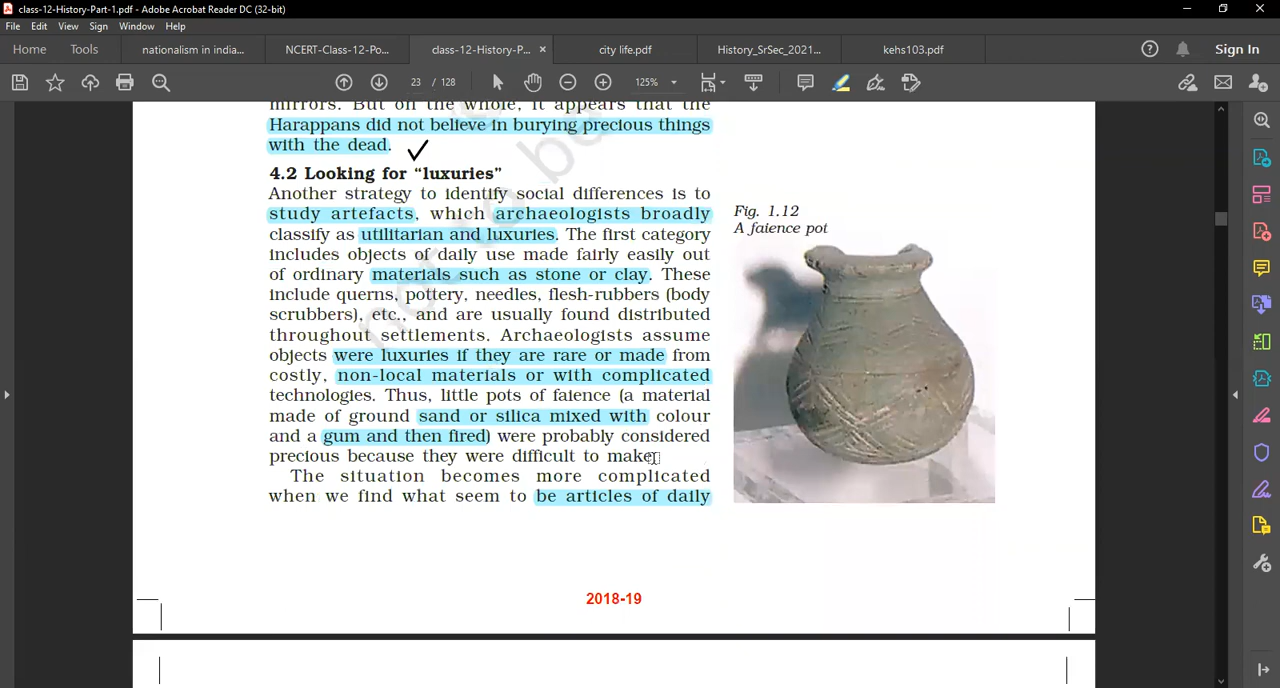 class-12-History-Part-1.pdf - Adobe Acrobat Reader DC (32-bit)
File Edit View Sign Window Help
Home Tools nationalism in india... NCERT-Class-12-Po... class-12-History-P... × city life.pdf History_SrSec_2021... kehs103.pdf Sign In
23 / 128 125%
mirrors. But on the whole, it appears that the
Harappans did not believe in burying precious things
with the dead.
4.2 Looking for “luxuries”
Another strategy to identify social differences is to
study artefacts, which archaeologists broadly
classify as utilitarian and luxuries. The first category
includes objects of daily use made fairly easily out
of ordinary materials such as stone or clay. These
include querns, pottery, needles, flesh-rubbers (body
scrubbers), etc., and are usually found distributed
throughout settlements. Archaeologists assume
objects were luxuries if they are rare or made from
costly, non-local materials or with complicated
technologies. Thus, little pots of faience (a material
made of ground sand or silica mixed with colour
and a gum and then fired) were probably considered
precious because they were difficult to make.
The situation becomes more complicated
when we find what seem to be articles of daily
Fig. 1.12
A faience pot
2018-19